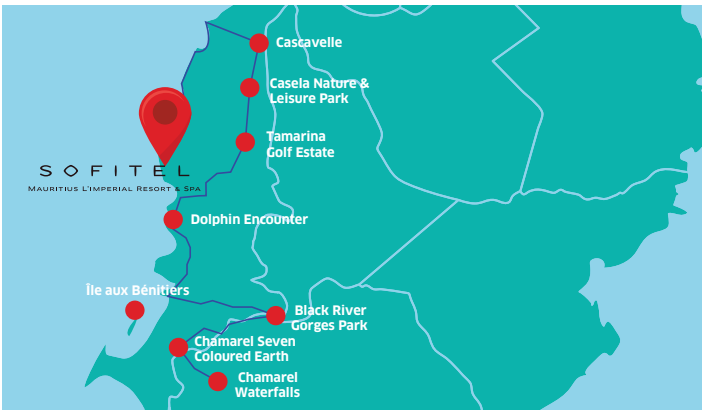 Cascavelle
Casela Nature &
Leisure Park
Tamarina
Golf Estate
SOFITEL
Mauritius L'imperial Resort & Spa
Dolphin Encounter
Île aux Bénitiers
Black River
Gorges Park
Chamarel Seven
Coloured Earth
Chamarel
Waterfalls